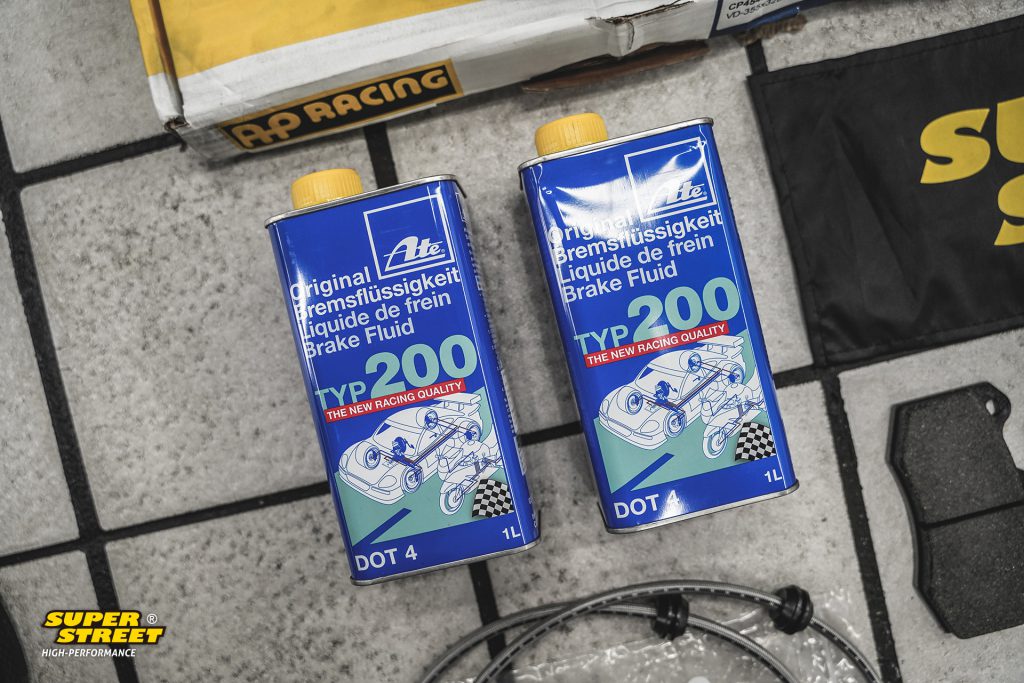 AP RACING
VD-355x32
Ate®
Original
Bremsflüssigkeit
Liquide de frein
Brake Fluid
TYP 200
THE NEW RACING QUALITY
1L
DOT 4
Ate®
Original
Bremsflüssigkeit
Liquide de frein
Brake Fluid
TYP 200
THE NEW RACING QUALITY
1L
DOT 4
SUPER
STREET®
HIGH-PERFORMANCE